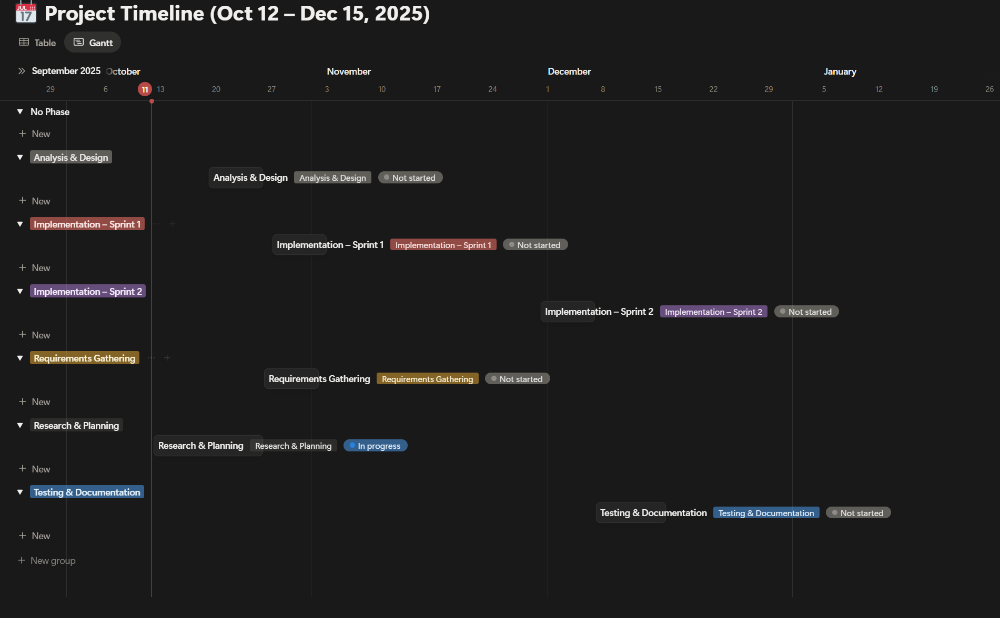 JUL
17
Project Timeline (Oct 12 – Dec 15, 2025)
Table Gantt
September 2025 October November December January
29 6 11 13 20 27 3 10 17 24 1 8 15 22 29 5 12 19 26
No Phase
+ New
Analysis & Design
Analysis & Design Analysis & Design Not started
+ New
Implementation – Sprint 1 ... +
Implementation – Sprint 1 Implementation – Sprint 1 Not started
+ New
Implementation – Sprint 2
Implementation – Sprint 2 Implementation – Sprint 2 Not started
+ New
Requirements Gathering ... +
Requirements Gathering Requirements Gathering Not started
+ New
Research & Planning
Research & Planning Research & Planning In progress
+ New
Testing & Documentation
Testing & Documentation Testing & Documentation Not started
+ New
+ New group